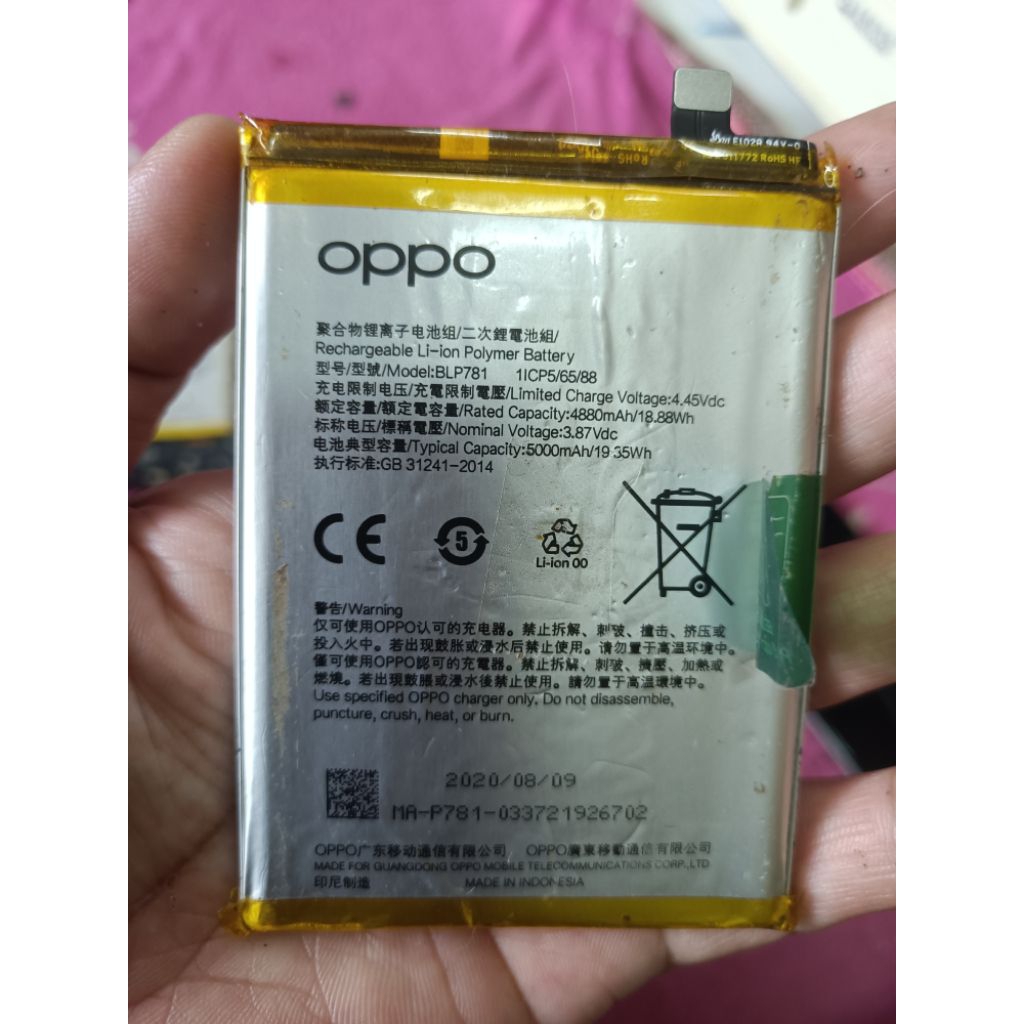 E102A 94V-0
11772 RoHS HF
RoHS
oppo
聚合物锂离子电池组/二次鋰電池組/
Rechargeable Li-ion Polymer Battery
型号/型號/Model:BLP781 1ICP5/65/88
充电限制电压/充電限制電壓/Limited Charge Voltage:4.45Vdc
额定容量/額定電容量/Rated Capacity:4880mAh/18.88Wh
标称电压/標稱電壓/Nominal Voltage:3.87Vdc
电池典型容量/Typical Capacity:5000mAh/19.35Wh
执行标准:GB 31241-2014
CE
5
Li-ion 00
警告/Warning
仅可使用OPPO认可的充电器。禁止拆解、刺破、撞击、挤压或
投入火中。若出现鼓胀或浸水后禁止使用。请勿置于高温环境中。
僅可使用OPPO認可的充電器。禁止拆解、刺破、擠壓、加熱或
燃燒。若出現鼓脹或浸水後禁止使用。請勿置于高溫環境中。
Use specified OPPO charger only. Do not disassemble,
puncture, crush, heat, or burn.
2020/08/09
MA-P781-033721926702
OPPO广东移动通信有限公司 OPPO廣東移動通信有限公司
MADE FOR GUANGDONG OPPO MOBILE TELECOMMUNICATIONS CORP.,LTD
印尼制造 MADE IN INDONESIA